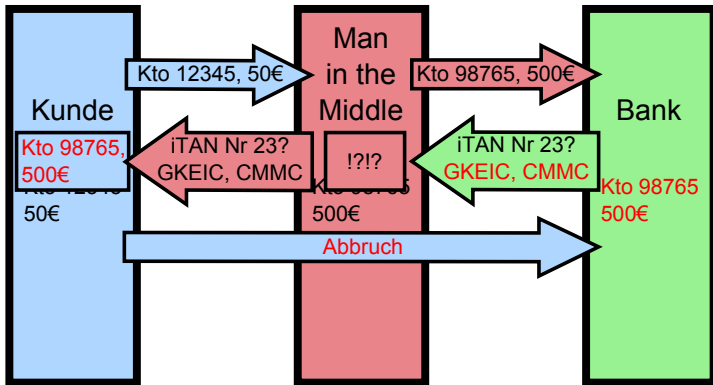 Man
in the
Middle
Kto 12345, 50€
Kto 98765, 500€
Kunde
Bank
Kto 98765,
500€
50€
iTAN Nr 23?
GKEIC, CMMC
!?!?
500€
iTAN Nr 23?
GKEIC, CMMC
Kto 98765
500€
Abbruch